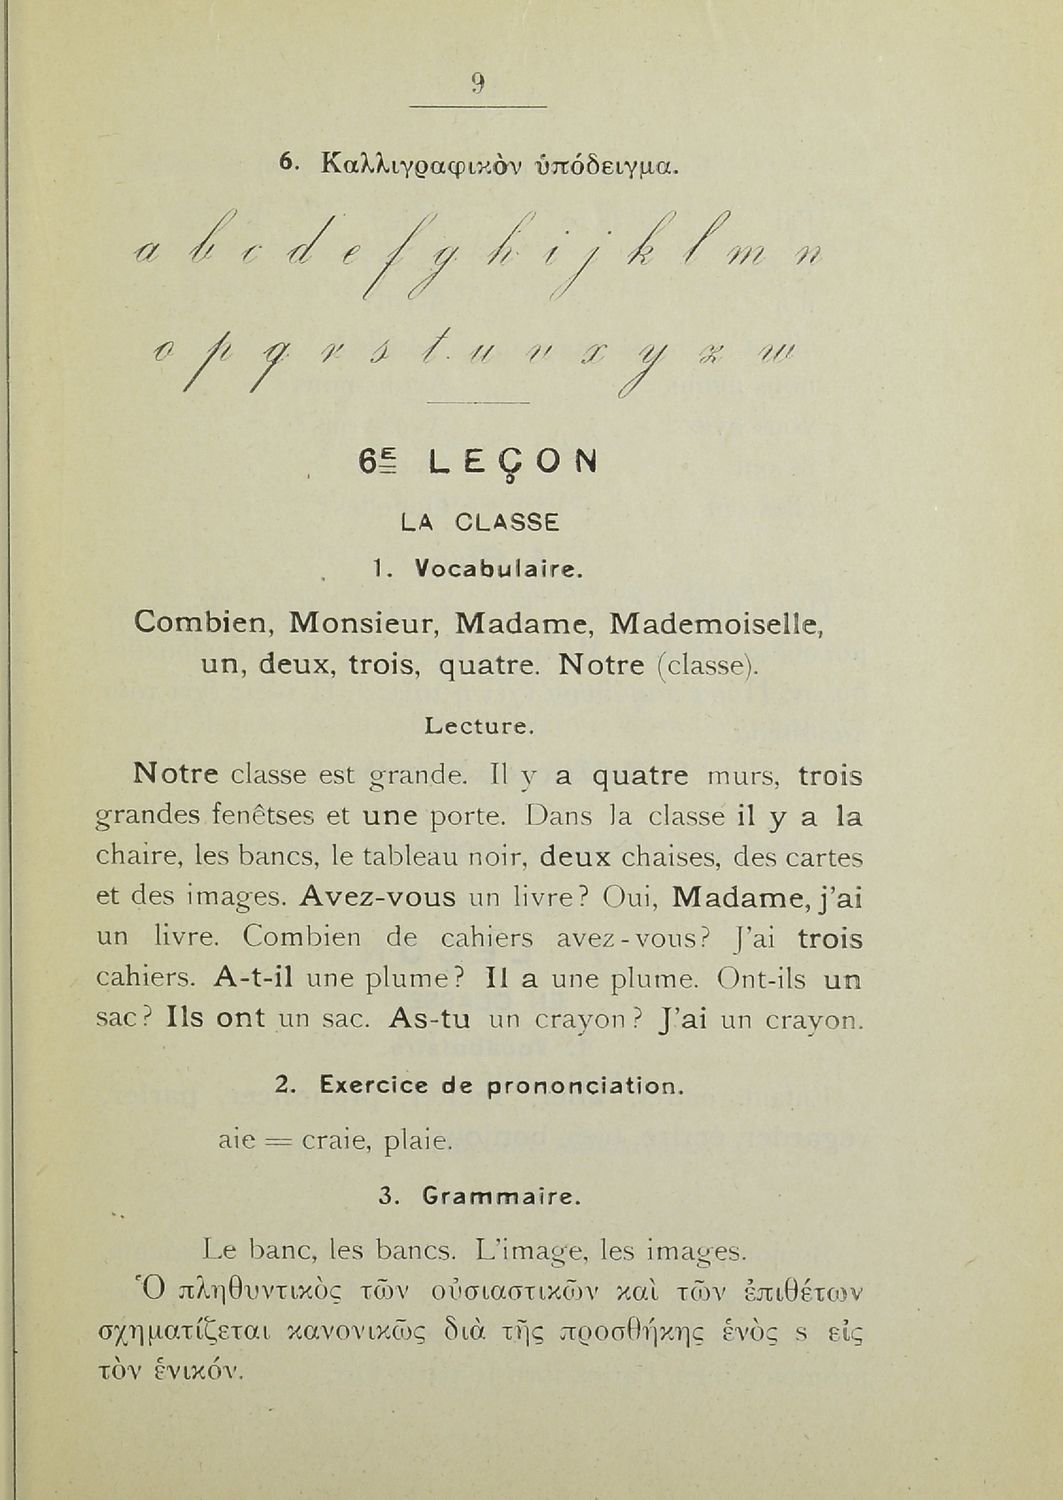 9
6. Καλλιγραφικὸν ὑπόδειγμα.
a b c d e f g h i j k l m n
o p q r s t u v x y z w
6E LEÇON
LA CLASSE
1. Vocabulaire.
Combien, Monsieur, Madame, Mademoiselle,
un, deux, trois, quatre. Notre (classe).
Lecture.
Notre classe est grande. Il y a quatre murs, trois
grandes fenêtses et une porte. Dans la classe il y a la
chaire, les bancs, le tableau noir, deux chaises, des cartes
et des images. Avez-vous un livre? Oui, Madame, j'ai
un livre. Combien de cahiers avez-vous? J'ai trois
cahiers. A-t-il une plume? Il a une plume. Ont-ils un
sac? Ils ont un sac. As-tu un crayon? J'ai un crayon.
2. Exercice de prononciation.
aie = craie, plaie.
3. Grammaire.
Le banc, les bancs. L'image, les images.
Ὁ πληθυντικὸς τῶν οὐσιαστικῶν καὶ τῶν ἐπιθέτων
σχηματίζεται κανονικῶς διὰ τῆς προσθήκης ἑνὸς s εἰς
τὸν ἑνικόν.